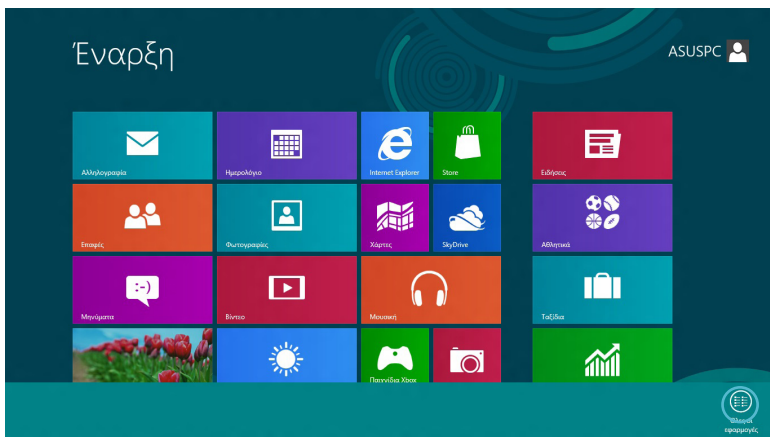 Έναρξη
ASUSPC
Αλληλογραφία
Ημερολόγιο
Internet Explorer
Store
Ειδήσεις
Επαφές
Φωτογραφίες
Χάρτες
SkyDrive
Αθλητικά
Μηνύματα
Βίντεο
Μουσική
Ταξίδια
Παιχνίδια Xbox
Όλες οι
εφαρμογές